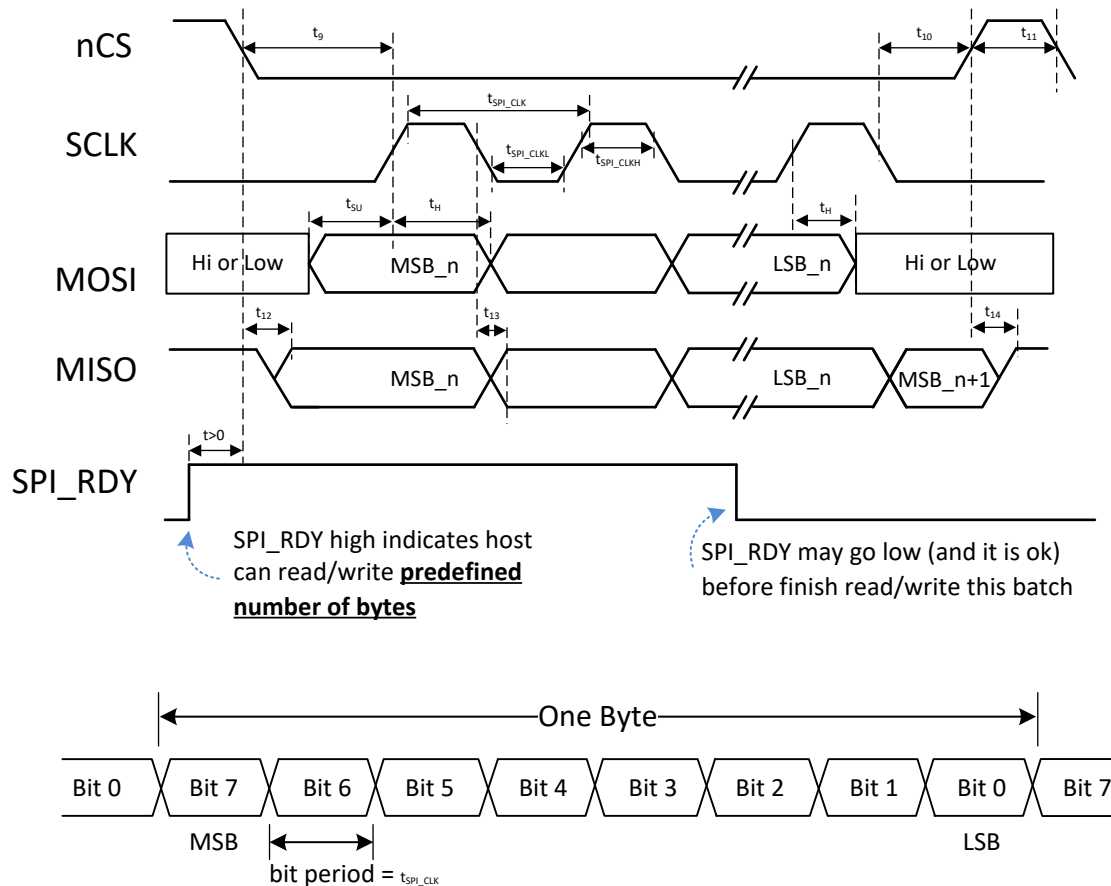 nCS
t9
t10
t11
SCLK
tSPI_CLK
tSPI_CLKL
tSPI_CLKH
MOSI
tSU
tH
tH
Hi or Low
MSB_n
LSB_n
Hi or Low
MISO
t12
t13
t14
MSB_n
LSB_n
MSB_n+1
SPI_RDY
t>0
SPI_RDY high indicates host
can read/write predefined
number of bytes
SPI_RDY may go low (and it is ok)
before finish read/write this batch
One Byte
Bit 0
Bit 7
Bit 6
Bit 5
Bit 4
Bit 3
Bit 2
Bit 1
Bit 0
Bit 7
MSB
LSB
bit period = tSPI_CLK